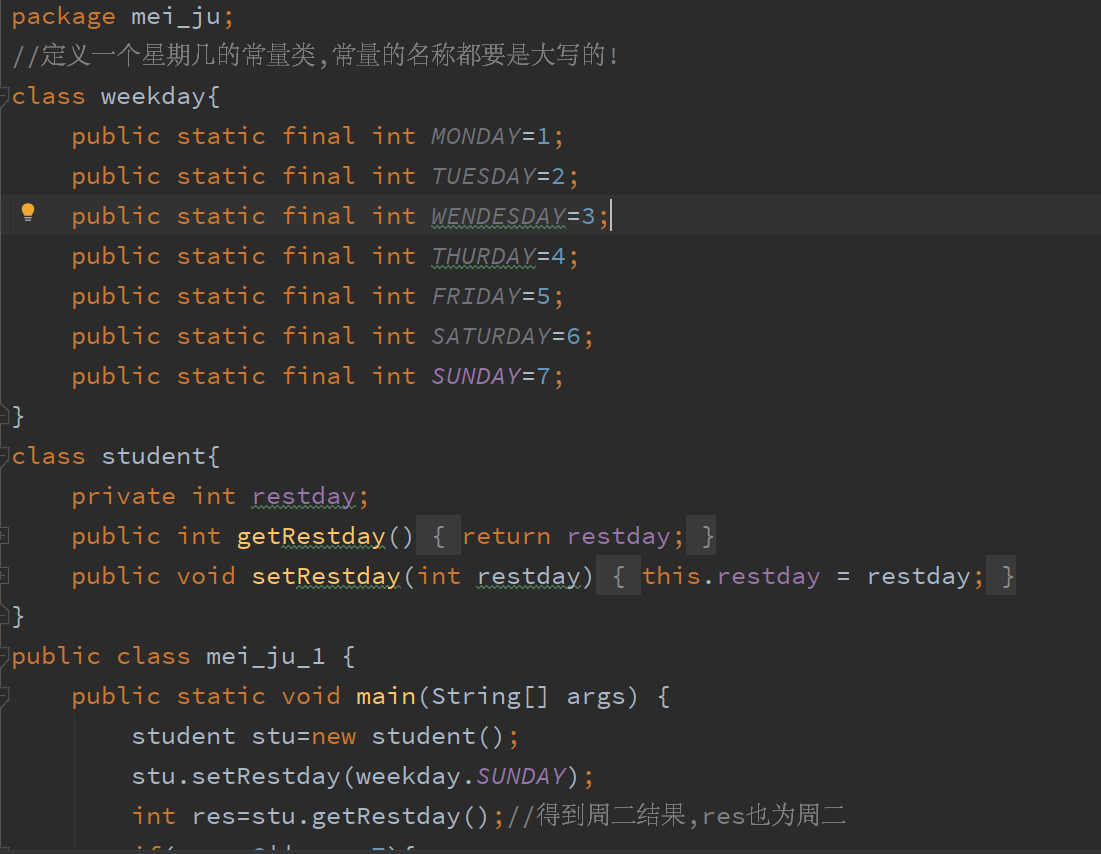 package mei_ju;
//定义一个星期几的常量类,常量的名称都要是大写的!
class weekday{
public static final int MONDAY=1;
public static final int TUESDAY=2;
public static final int WENDESDAY=3;
public static final int THURDAY=4;
public static final int FRIDAY=5;
public static final int SATURDAY=6;
public static final int SUNDAY=7;
}
class student{
private int restday;
public int getRestday() { return restday; }
public void setRestday(int restday) { this.restday = restday; }
}
public class mei_ju_1 {
public static void main(String[] args) {
student stu=new student();
stu.setRestday(weekday.SUNDAY);
int res=stu.getRestday();//得到周二结果,res也为周二